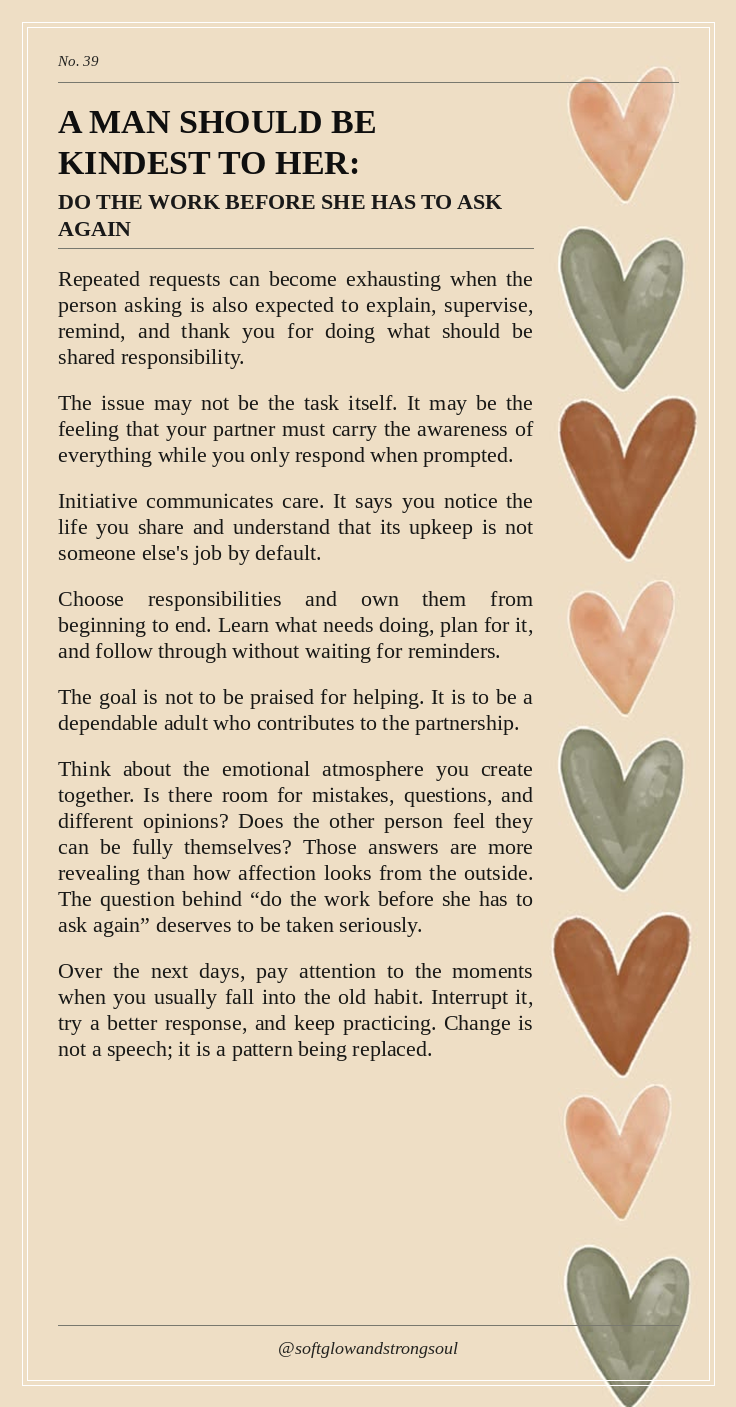 No. 39
A MAN SHOULD BE
KINDEST TO HER:
DO THE WORK BEFORE SHE HAS TO ASK
AGAIN
Repeated requests can become exhausting when the
person asking is also expected to explain, supervise,
remind, and thank you for doing what should be
shared responsibility.
The issue may not be the task itself. It may be the
feeling that your partner must carry the awareness of
everything while you only respond when prompted.
Initiative communicates care. It says you notice the
life you share and understand that its upkeep is not
someone else's job by default.
Choose responsibilities and own them from
beginning to end. Learn what needs doing, plan for it,
and follow through without waiting for reminders.
The goal is not to be praised for helping. It is to be a
dependable adult who contributes to the partnership.
Think about the emotional atmosphere you create
together. Is there room for mistakes, questions, and
different opinions? Does the other person feel they
can be fully themselves? Those answers are more
revealing than how affection looks from the outside.
The question behind “do the work before she has to
ask again” deserves to be taken seriously.
Over the next days, pay attention to the moments
when you usually fall into the old habit. Interrupt it,
try a better response, and keep practicing. Change is
not a speech; it is a pattern being replaced.
@softglowandstrongsoul